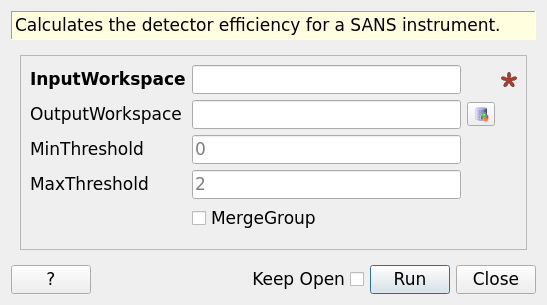 Calculates the detector efficiency for a SANS instrument.
InputWorkspace
OutputWorkspace
MinThreshold 0
MaxThreshold 2
MergeGroup
? Keep Open Run Close